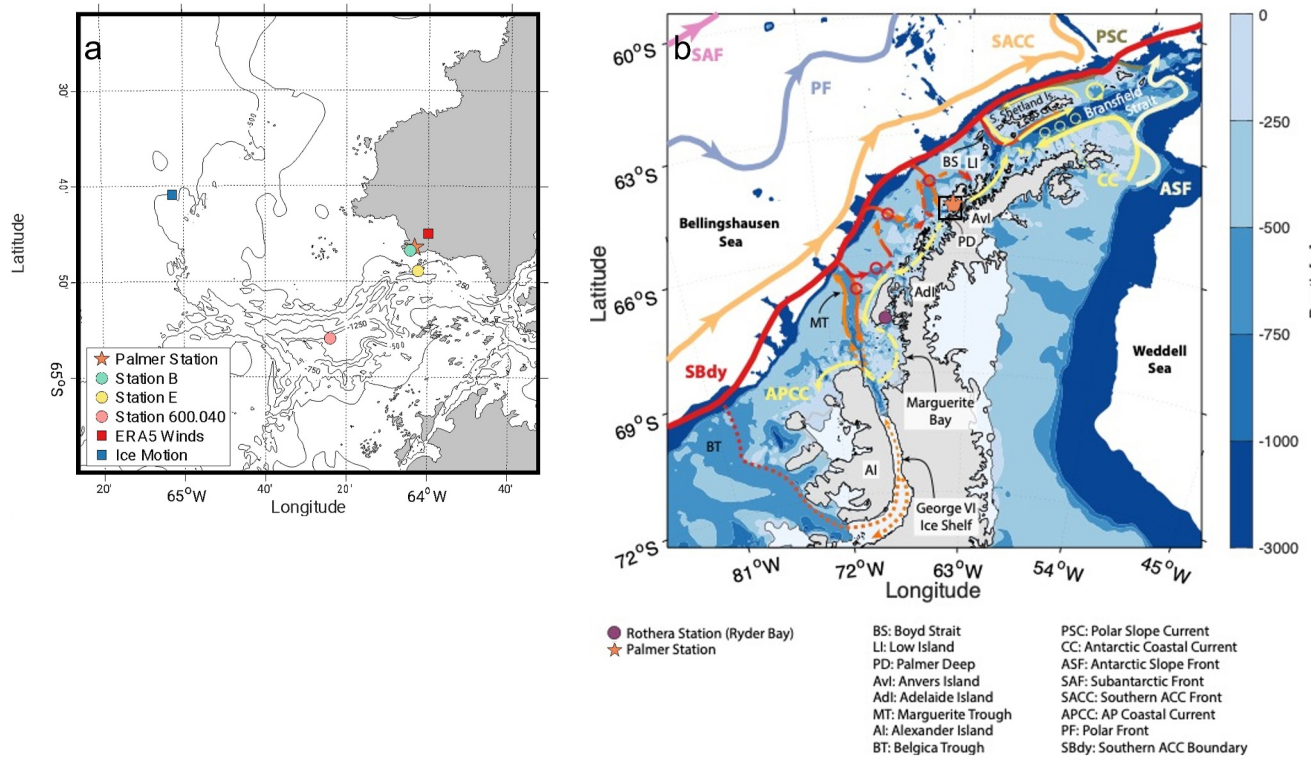 a
30'
40'
50'
65°S
Latitude
-500
-250
-1250
-500
-750
Palmer Station
Station B
Station E
Station 600.040
ERA5 Winds
Ice Motion
20'
65°W
40'
20'
64°W
40'
Longitude
b
60°S
63°S
66°S
69°S
72°S
Latitude
SAF
PF
SACC
PSC
S. Shetland Is.
Bransfield
Strait
BS
LI
CC
ASF
Bellingshausen
Sea
AvI
PD
AdI
MT
Weddell
Sea
SBdy
APCC
Marguerite
Bay
BT
AI
George VI
Ice Shelf
81°W
72°W
63°W
54°W
45°W
Longitude
0
-250
-500
-750
-1000
-3000
Rothera Station (Ryder Bay)
Palmer Station
BS: Boyd Strait
LI: Low Island
PD: Palmer Deep
AvI: Anvers Island
AdI: Adelaide Island
MT: Marguerite Trough
AI: Alexander Island
BT: Belgica Trough
PSC: Polar Slope Current
CC: Antarctic Coastal Current
ASF: Antarctic Slope Front
SAF: Subantarctic Front
SACC: Southern ACC Front
APCC: AP Coastal Current
PF: Polar Front
SBdy: Southern ACC Boundary